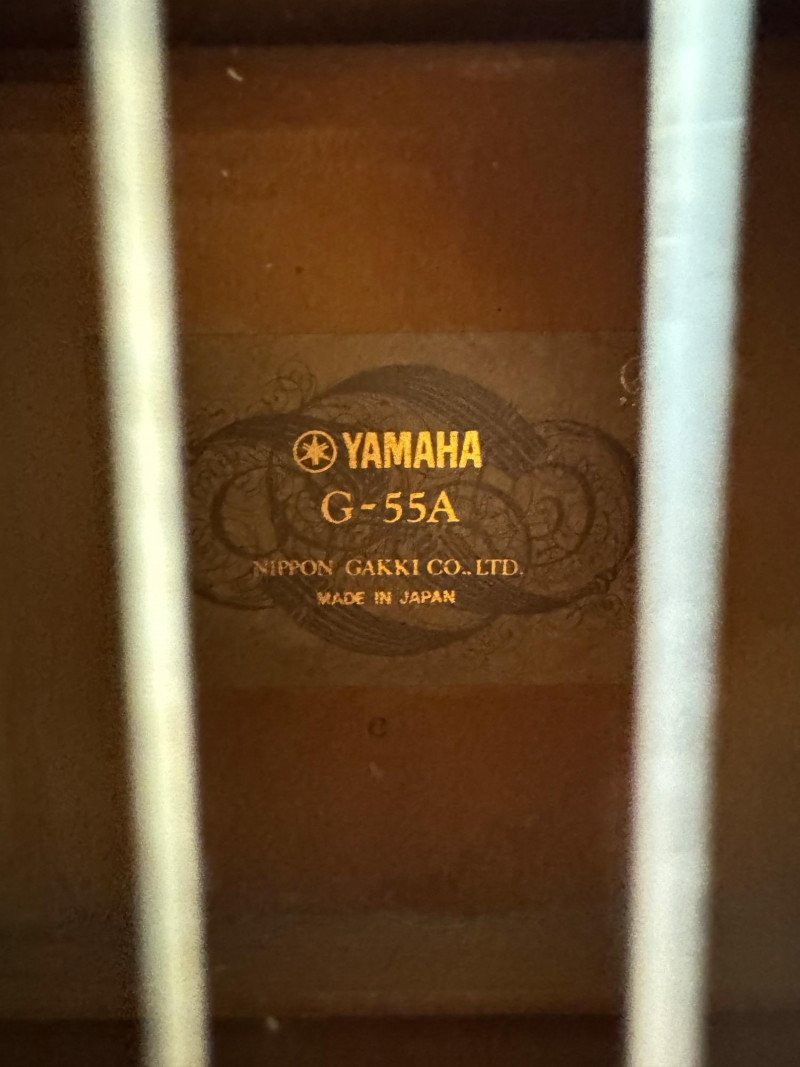 YAMAHA
G-55A
NIPPON GAKKI CO., LTD.
MADE IN JAPAN